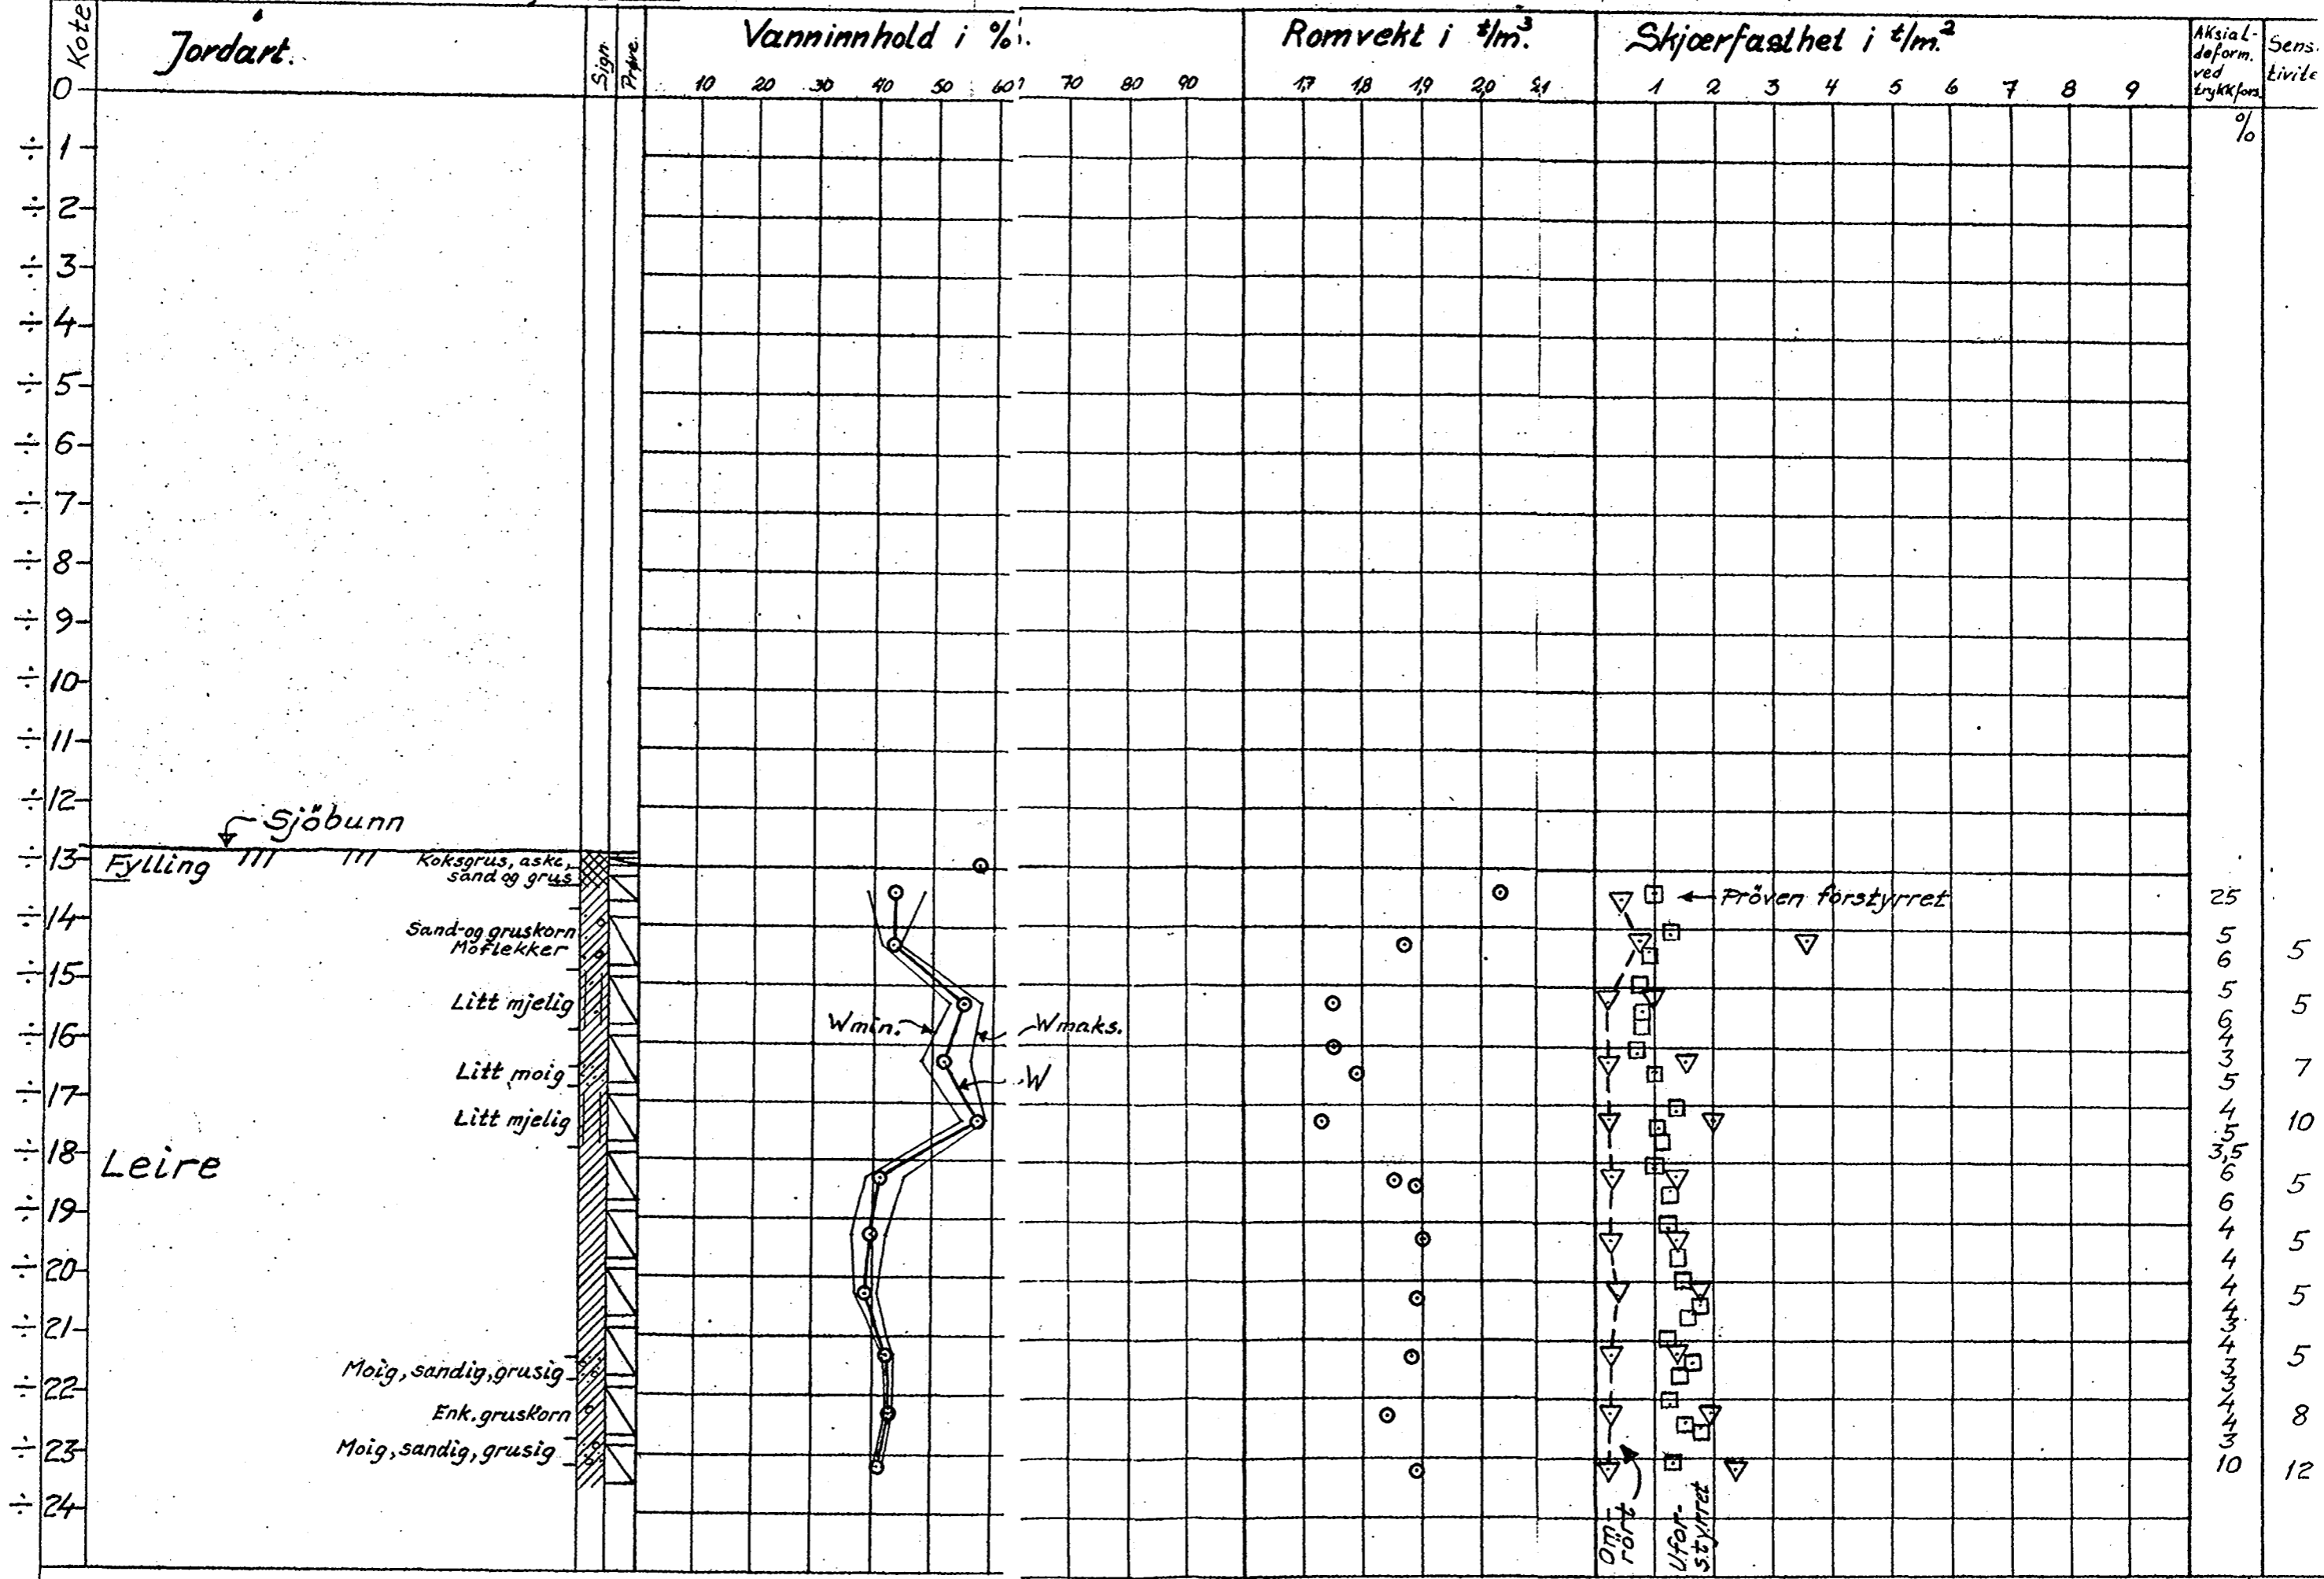 Kote
Jordart.
Sign.
Prøve.
Vanninnhold i %.
Romvekt i t/m³.
Skjærfasthet i t/m²
Aksial-
deform.
ved
trykkfors.
%
Sens.
10 20 30 40 50 60 70 80 90
1,7 1,8 1,9 2,0 2,1
1 2 3 4 5 6 7 8 9
0
÷ 1
÷ 2
÷ 3
÷ 4
÷ 5
÷ 6
÷ 7
÷ 8
÷ 9
÷ 10
÷ 11
÷ 12
÷ 13
÷ 14
÷ 15
÷ 16
÷ 17
÷ 18
÷ 19
÷ 20
÷ 21
÷ 22
÷ 23
÷ 24
Sjöbunn
Fylling
Koksgrus, aske,
sand og grus
Sand-og gruskorn
Moflekker
Litt mjelig
Litt moig
Litt mjelig
Leire
Moig, sandig, grusig
Enk. gruskorn
Moig, sandig, grusig
Wmin.
Wmaks.
W
Pröven forstyrret
Om-
rört
Ufor-
styrret
25
5
6
5
6
4
3
5
4
5
3,5
6
6
4
4
4
4
3
4
3
3
4
4
3
10
5
5
7
10
5
5
5
5
8
12